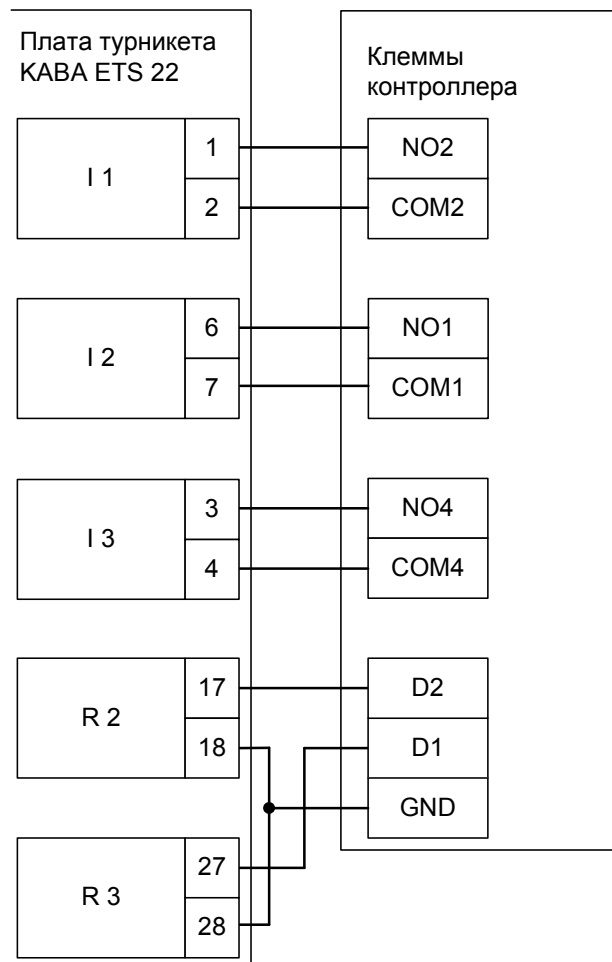 Плата турникета
KABA ETS 22
Клеммы
контроллера
I 1
1
2
NO2
COM2
I 2
6
7
NO1
COM1
I 3
3
4
NO4
COM4
R 2
17
18
D2
D1
GND
R 3
27
28